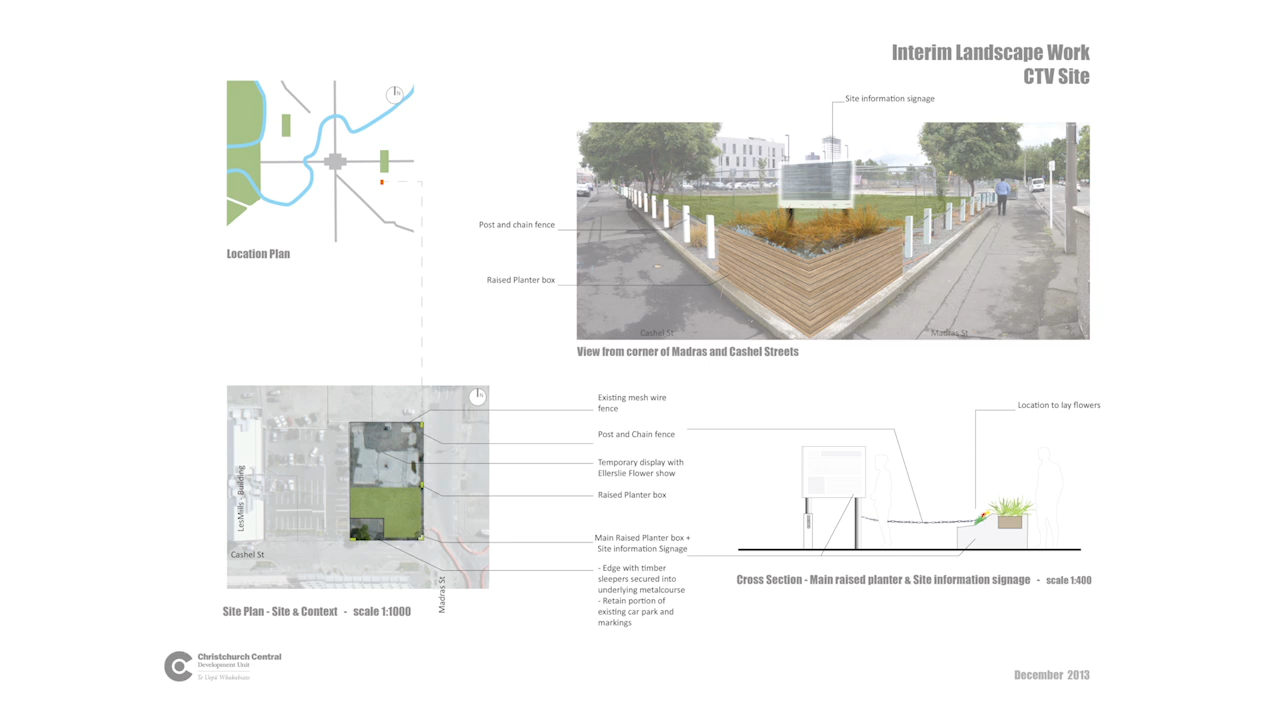 Interim Landscape Work
CTV Site
N
Location Plan
Site information signage
Post and chain fence
Raised Planter box
Cashel St
Madras St
View from corner of Madras and Cashel Streets
N
LesMills - Building
Cashel St
Madras St
Site Plan - Site & Context - scale 1:1000
Existing mesh wire
fence
Post and Chain fence
Temporary display with
Ellerslie Flower show
Raised Planter box
Main Raised Planter box +
Site information Signage
- Edge with timber
sleepers secured into
underlying metalcourse
- Retain portion of
existing car park and
markings
Location to lay flowers
Cross Section - Main raised planter & Site information signage - scale 1:400
Christchurch Central
Development Unit
December 2013